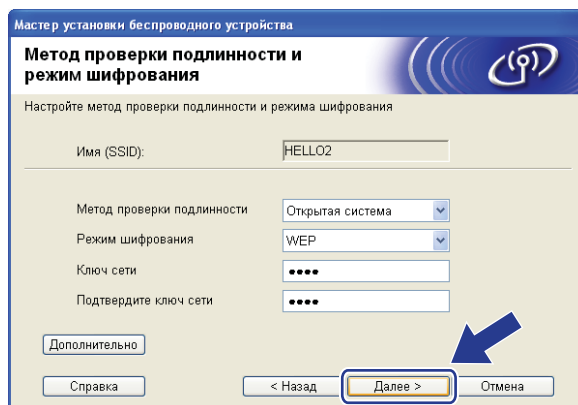 Мастер установки беспроводного устройства
Метод проверки подлинности и
режим шифрования
Настройте метод проверки подлинности и режима шифрования
Имя (SSID):
HELLO2
Метод проверки подлинности
Открытая система
Режим шифрования
WEP
Ключ сети
••••
Подтвердите ключ сети
••••
Дополнительно
Справка
< Назад
Далее >
Отмена